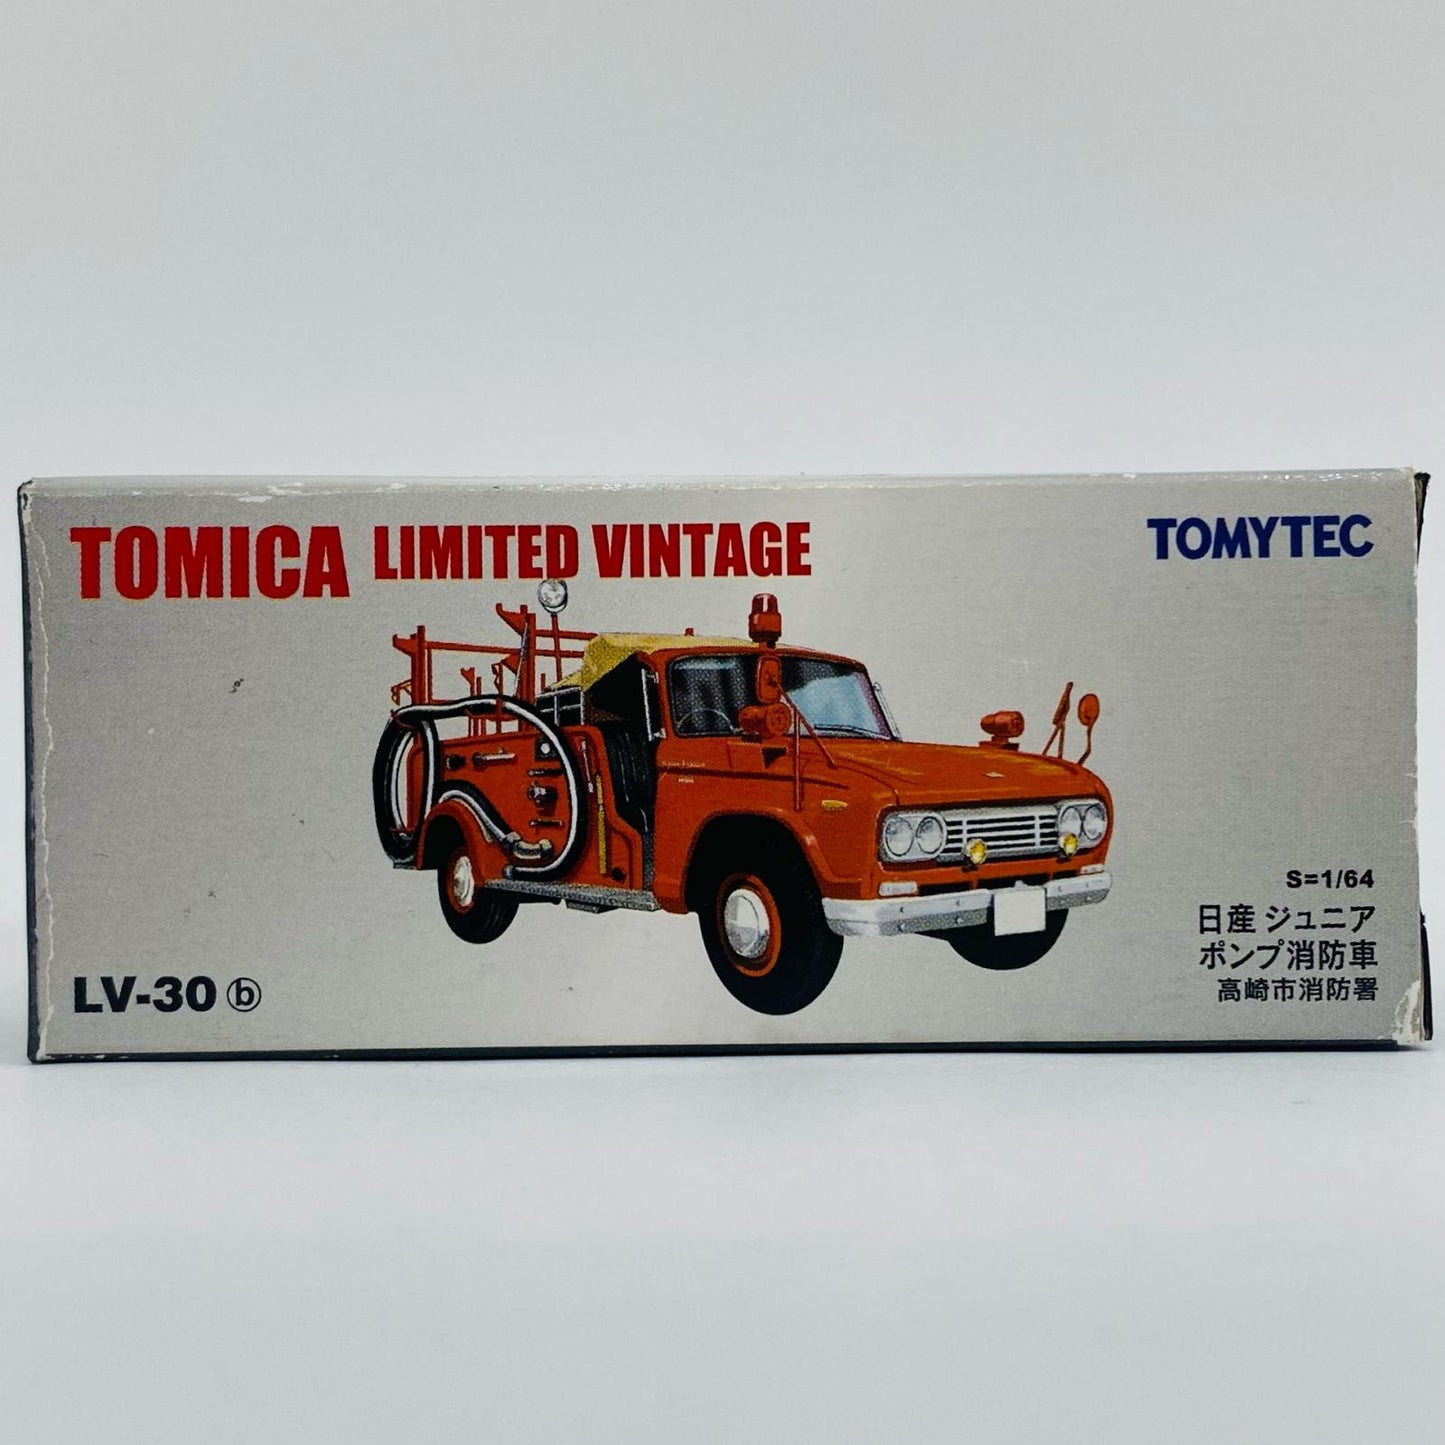 TOMICA LIMITED VINTAGE
TOMYTEC
S=1/64
日産 ジュニア
ポンプ消防車
高崎市消防署
LV-30 ⓑ